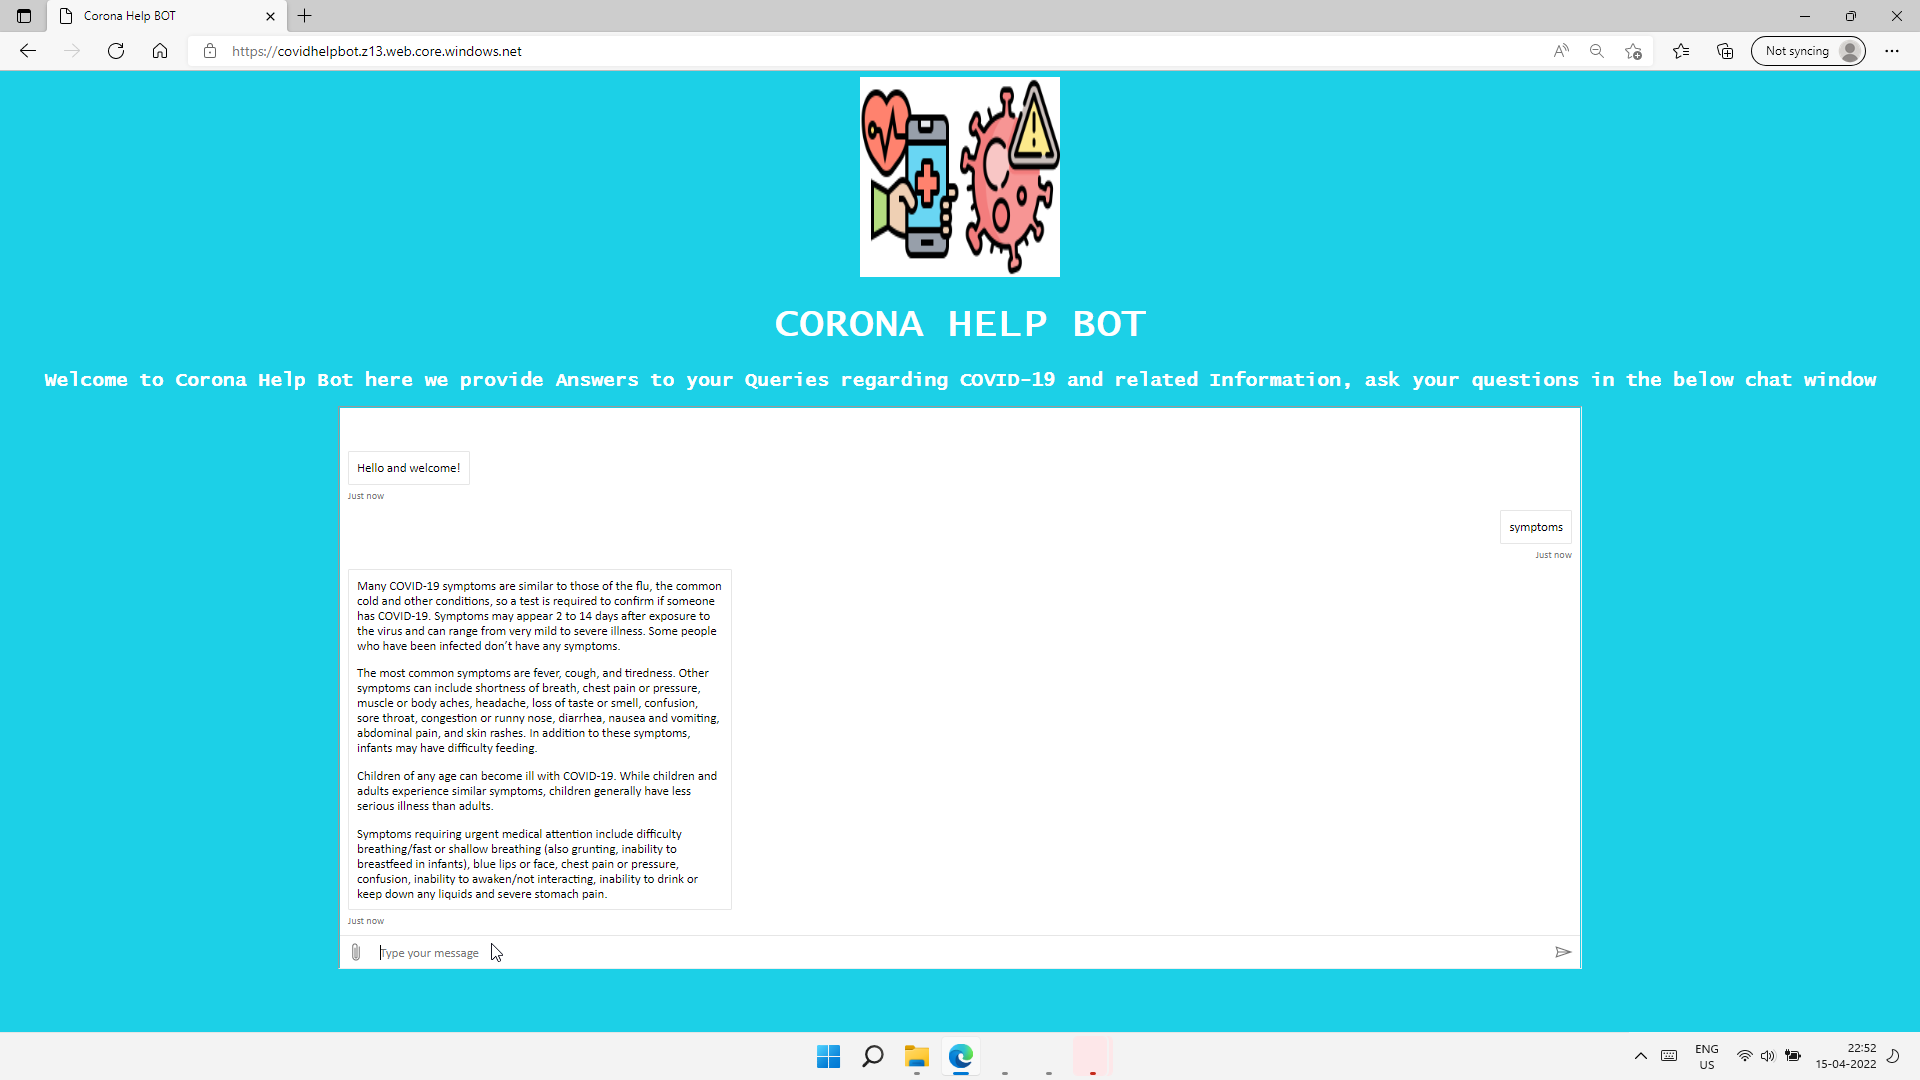 Corona Help BOT
https://covidhelpbot.z13.web.core.windows.net
Not syncing
CORONA HELP BOT
Welcome to Corona Help Bot here we provide Answers to your Queries regarding COVID-19 and related Information, ask your questions in the below chat window
Hello and welcome!
Just now
symptoms
Just now
Many COVID-19 symptoms are similar to those of the flu, the common
cold and other conditions, so a test is required to confirm if someone
has COVID-19. Symptoms may appear 2 to 14 days after exposure to
the virus and can range from very mild to severe illness. Some people
who have been infected don’t have any symptoms.
The most common symptoms are fever, cough, and tiredness. Other
symptoms can include shortness of breath, chest pain or pressure,
muscle or body aches, headache, loss of taste or smell, confusion,
sore throat, congestion or runny nose, diarrhea, nausea and vomiting,
abdominal pain, and skin rashes. In addition to these symptoms,
infants may have difficulty feeding.
Children of any age can become ill with COVID-19. While children and
adults experience similar symptoms, children generally have less
serious illness than adults.
Symptoms requiring urgent medical attention include difficulty
breathing/fast or shallow breathing (also grunting, inability to
breastfeed in infants), blue lips or face, chest pain or pressure,
confusion, inability to awaken/not interacting, inability to drink or
keep down any liquids and severe stomach pain.
Just now
Type your message
ENG
US
22:52
15-04-2022